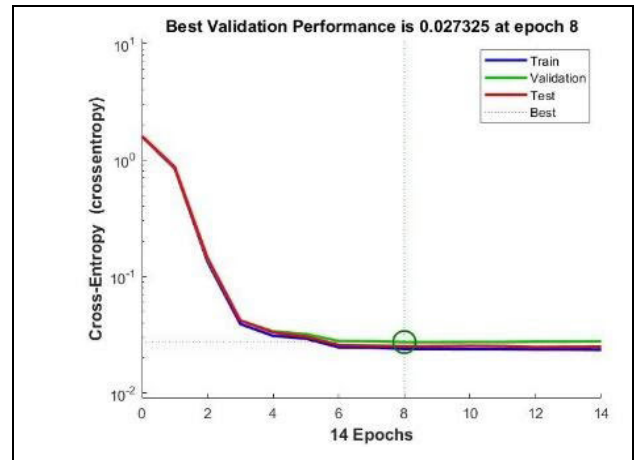 Best Validation Performance is 0.027325 at epoch 8
Cross-Entropy (crossentropy)
10^1
10^0
10^-1
10^-2
Train
Validation
Test
Best
0 2 4 6 8 10 12 14
14 Epochs